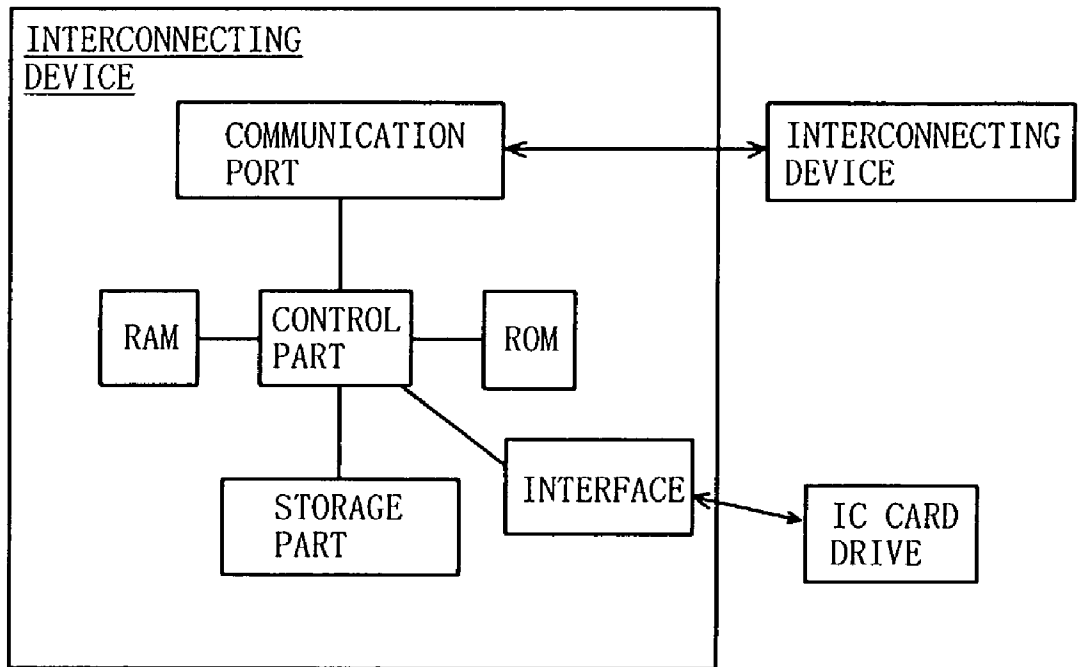 INTERCONNECTING
DEVICE
COMMUNICATION
PORT
INTERCONNECTING
DEVICE
RAM
CONTROL
PART
ROM
STORAGE
PART
INTERFACE
IC CARD
DRIVE